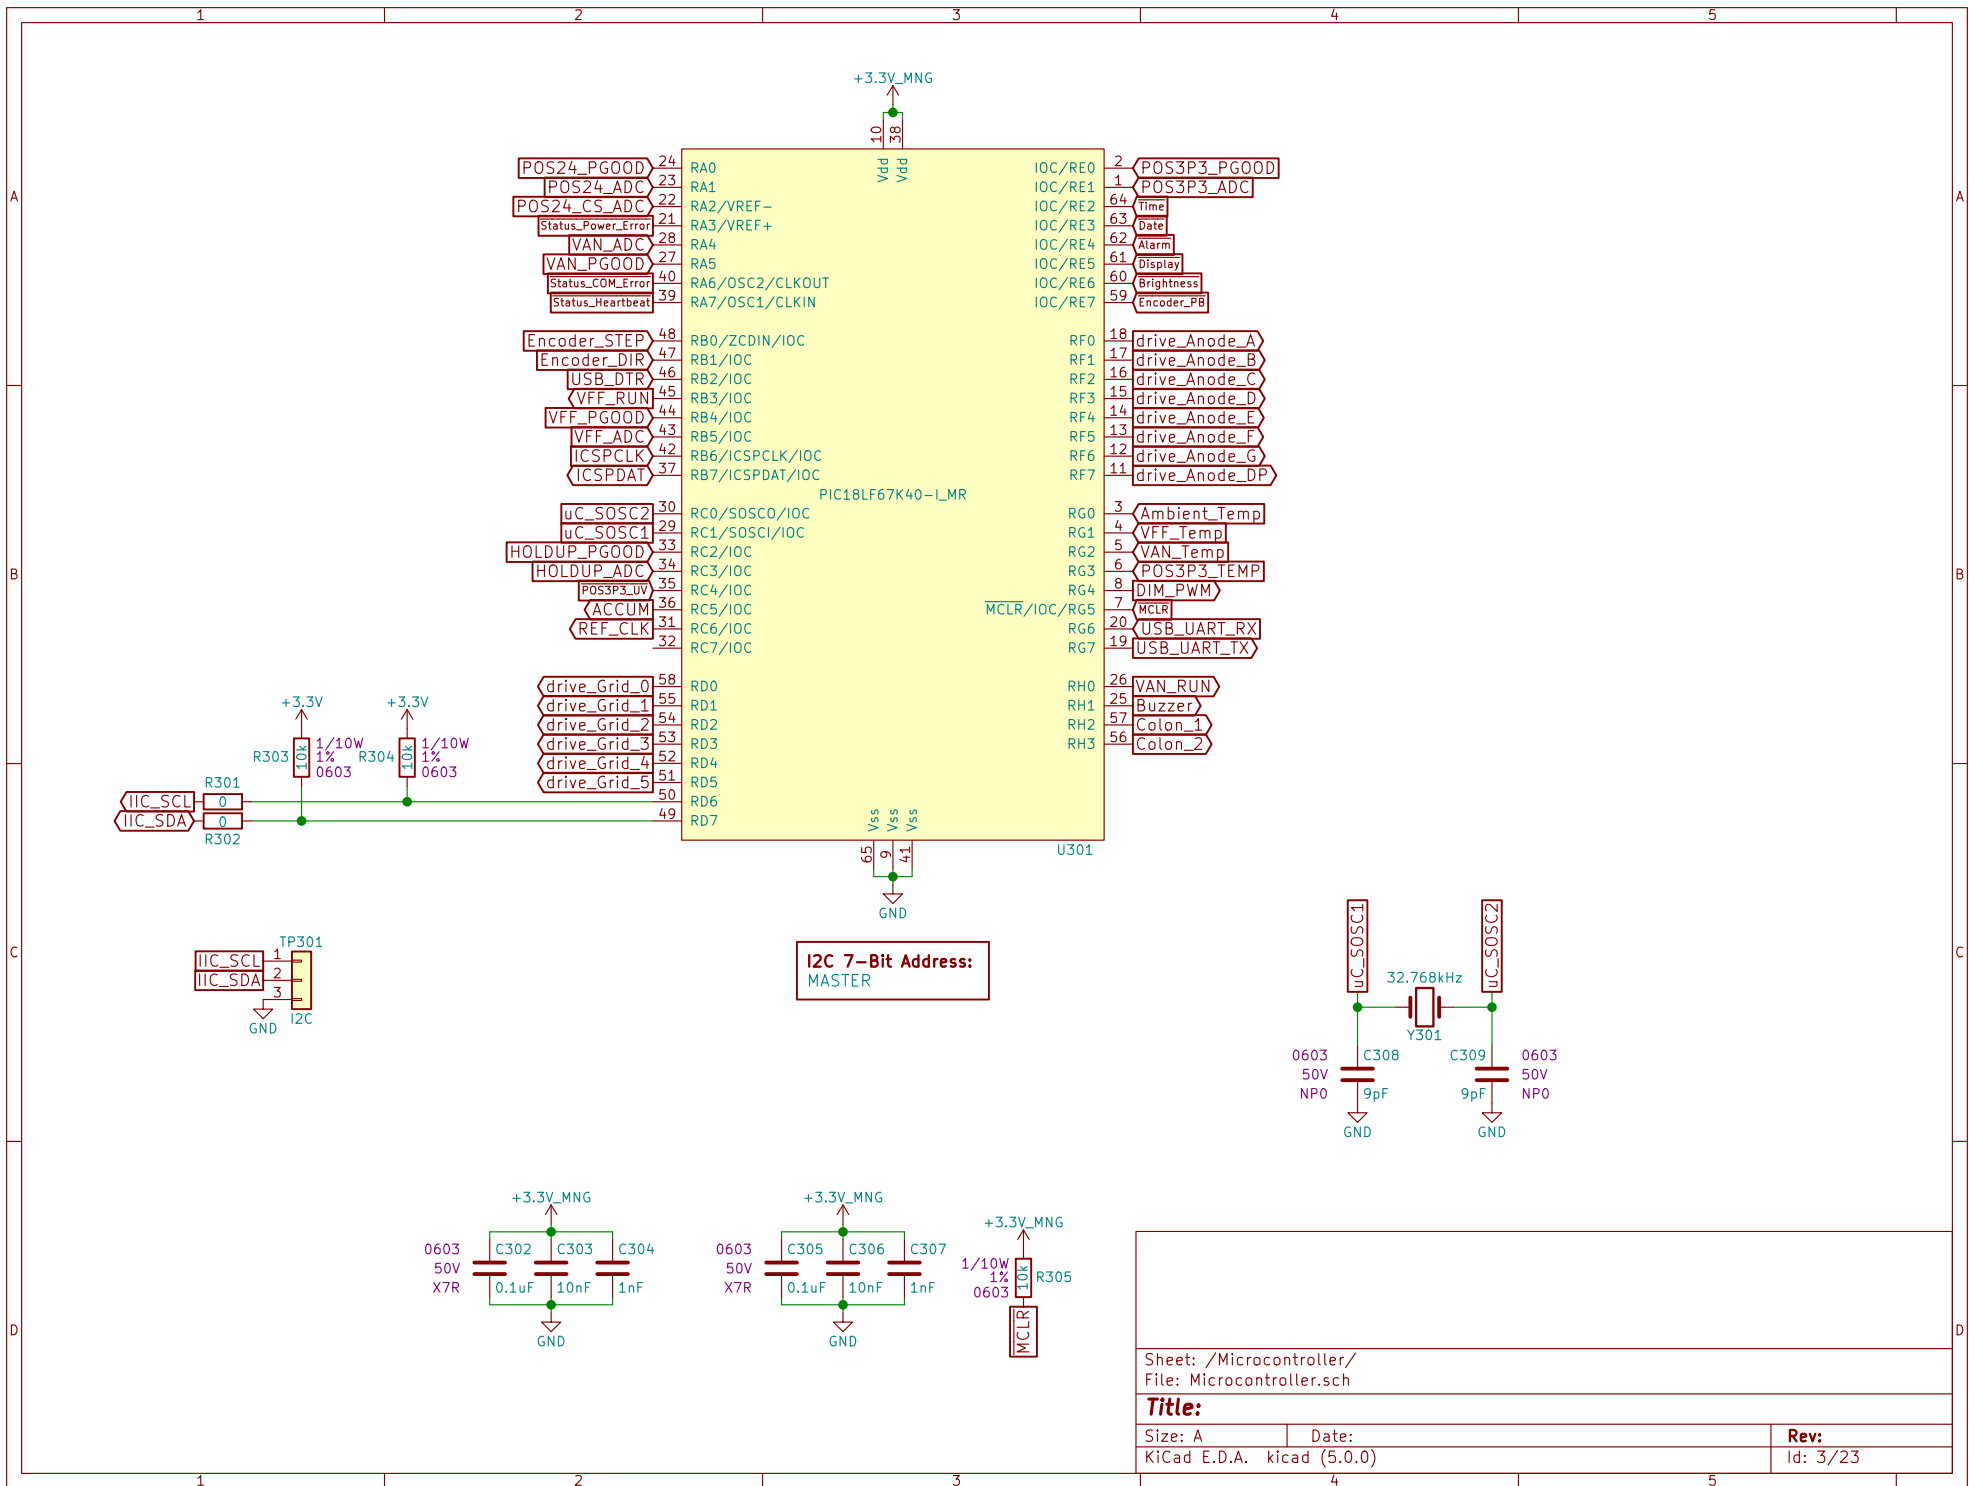 1 2 3 4 5
+3.3V_MNG
10 38
Vdd Vdd
POS24_PGOOD 24 RA0
POS24_ADC 23 RA1
POS24_CS_ADC 22 RA2/VREF-
Status_Power_Error 21 RA3/VREF+
VAN_ADC 28 RA4
VAN_PGOOD 27 RA5
Status_COM_Error 40 RA6/OSC2/CLKOUT
Status_Heartbeat 39 RA7/OSC1/CLKIN
Encoder_STEP 48 RB0/ZCDIN/IOC
Encoder_DIR 47 RB1/IOC
USB_DTR 46 RB2/IOC
VFF_RUN 45 RB3/IOC
VFF_PGOOD 44 RB4/IOC
VFF_ADC 43 RB5/IOC
ICSPCLK 42 RB6/ICSPCLK/IOC
ICSPDAT 37 RB7/ICSPDAT/IOC
PIC18LF67K40-I_MR
uC_SOSC2 30 RC0/SOSCO/IOC
uC_SOSC1 29 RC1/SOSCI/IOC
HOLDUP_PGOOD 33 RC2/IOC
HOLDUP_ADC 34 RC3/IOC
POS3P3_UV 35 RC4/IOC
ACCUM 36 RC5/IOC
REF_CLK 31 RC6/IOC
32 RC7/IOC
drive_Grid_0 58 RD0
drive_Grid_1 55 RD1
drive_Grid_2 54 RD2
drive_Grid_3 53 RD3
drive_Grid_4 52 RD4
drive_Grid_5 51 RD5
50 RD6
49 RD7
IOC/RE0 2 POS3P3_PGOOD
IOC/RE1 1 POS3P3_ADC
IOC/RE2 64 Time
IOC/RE3 63 Date
IOC/RE4 62 Alarm
IOC/RE5 61 Display
IOC/RE6 60 Brightness
IOC/RE7 59 Encoder_PB
RF0 18 drive_Anode_A
RF1 17 drive_Anode_B
RF2 16 drive_Anode_C
RF3 15 drive_Anode_D
RF4 14 drive_Anode_E
RF5 13 drive_Anode_F
RF6 12 drive_Anode_G
RF7 11 drive_Anode_DP
RG0 3 Ambient_Temp
RG1 4 VFF_Temp
RG2 5 VAN_Temp
RG3 6 POS3P3_TEMP
RG4 8 DIM_PWM
MCLR/IOC/RG5 7 MCLR
RG6 20 USB_UART_RX
RG7 19 USB_UART_TX
RH0 26 VAN_RUN
RH1 25 Buzzer
RH2 57 Colon_1
RH3 56 Colon_2
Vss Vss Vss
65 9 41
U301
GND
+3.3V +3.3V
R303 10k 1/10W 1% 0603
R304 10k 1/10W 1% 0603
R301
IIC_SCL 0
IIC_SDA 0
R302
TP301
IIC_SCL 1
IIC_SDA 2
3
I2C
GND
I2C 7-Bit Address:
MASTER
uC_SOSC1 uC_SOSC2
32.768kHz
Y301
0603 C308 C309 0603
50V 50V
NP0 9pF 9pF NP0
GND GND
+3.3V_MNG
0603 C302 C303 C304
50V
X7R 0.1uF 10nF 1nF
GND
+3.3V_MNG
0603 C305 C306 C307
50V
X7R 0.1uF 10nF 1nF
GND
+3.3V_MNG
1/10W
1% 10k R305
0603
MCLR
Sheet: /Microcontroller/
File: Microcontroller.sch
Title:
Size: A Date: Rev:
KiCad E.D.A. kicad (5.0.0) Id: 3/23
A A
B B
C C
D D
1 2 3 4 5